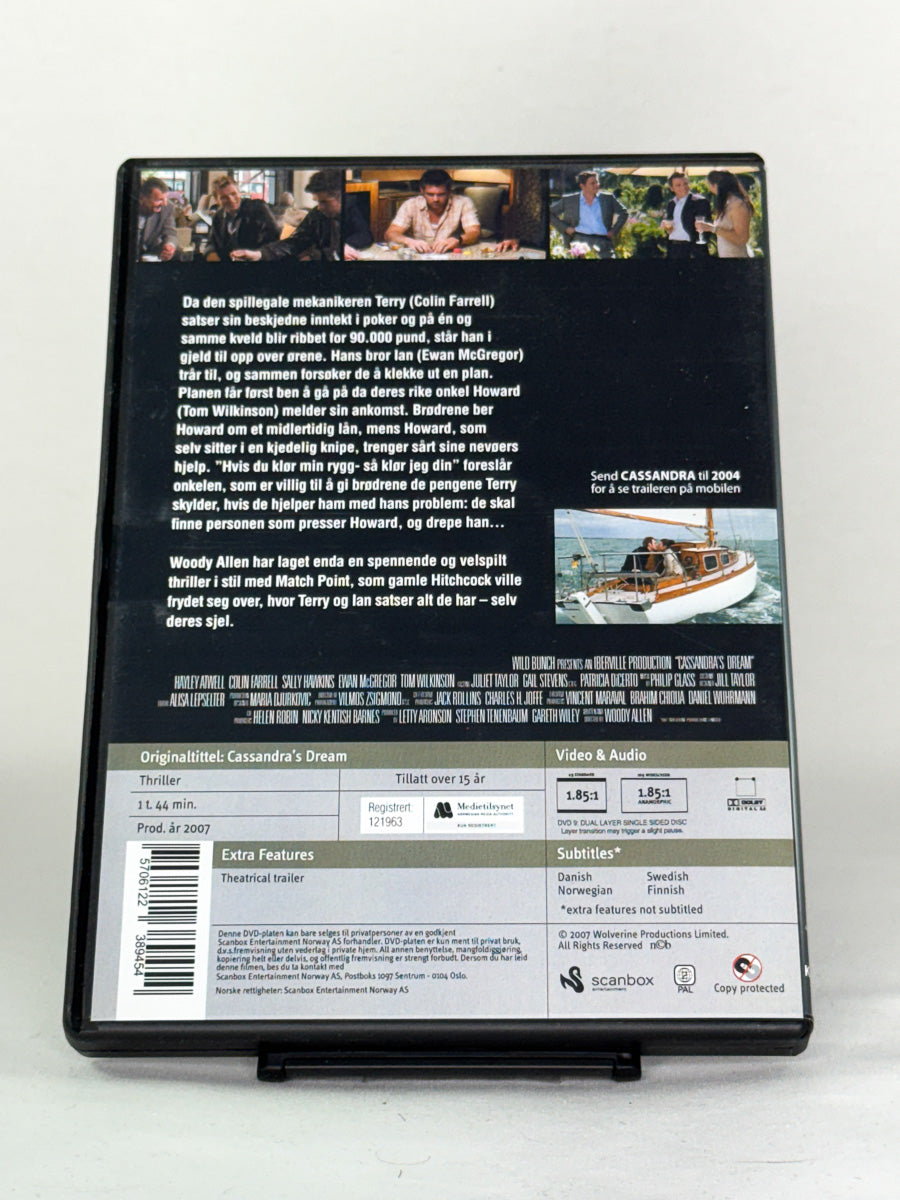 Da den spillegale mekanikeren Terry (Colin Farrell)
satser sin beskjedne inntekt i poker og på én og
samme kveld blir ribbet for 90.000 pund, står han i
gjeld til opp over ørene. Hans bror Ian (Ewan McGregor)
trår til, og sammen forsøker de å klekke ut en plan.
Planen får først ben å gå på da deres rike onkel Howard
(Tom Wilkinson) melder sin ankomst. Brødrene ber
Howard om et midlertidig lån, mens Howard, som
selv sitter i en kjedelig knipe, trenger sårt sine nevøers
hjelp. "Hvis du klør min rygg- så klør jeg din" foreslår
onkelen, som er villig til å gi brødrene de pengene Terry
skylder, hvis de hjelper ham med hans problem: de skal
finne personen som presser Howard, og drepe han...
Woody Allen har laget enda en spennende og velspilt
thriller i stil med Match Point, som gamle Hitchcock ville
frydet seg over, hvor Terry og Ian satser alt de har – selv
deres sjel.
Send CASSANDRA til 2004
for å se traileren på mobilen
WILD BUNCH PRESENTS AN IBERVILLE PRODUCTION "CASSANDRA'S DREAM"
HAYLEY ATWELL COLIN FARRELL SALLY HAWKINS EWAN McGREGOR TOM WILKINSON JULIET TAYLOR GAIL STEVENS PATRICIA DICERTO PHILIP GLASS JILL TAYLOR
ALISA LEPSELTER MARIA DJURKOVIC VILMOS ZSIGMOND JACK ROLLINS CHARLES H. JOFFE VINCENT MARAVAL BRAHIM CHIOUA DANIEL WUHRMANN
HELEN ROBIN NICKY KENTISH BARNES LETTY ARONSON STEPHEN TENENBAUM GARETH WILEY WOODY ALLEN
Originaltittel: Cassandra's Dream
Thriller
Tillatt over 15 år
1 t. 44 min.
Prod. år 2007
Registrert:
121963
Medietilsynet
NORWEGIAN MEDIA AUTHORITY
KUN REGISTRERT
Video & Audio
4:3 STANDARD
1.85:1
16:9 WIDESCREEN
1.85:1
ANAMORPHIC
DOLBY
DIGITAL
DVD 9: DUAL LAYER SINGLE SIDED DISC
Layer transition may trigger a slight pause.
Extra Features
Theatrical trailer
Subtitles*
Danish Swedish
Norwegian Finnish
*extra features not subtitled
5706122 389454
Denne DVD-platen kan bare selges til privatpersoner av en godkjent
Scanbox Entertainment Norway AS forhandler. DVD-platen er kun ment til privat bruk,
d.v.s.fremvisning uten vederlag i private hjem. All annen benyttelse, mangfoldiggjøring,
kopiering helt eller delvis, og offentlig fremvisning er strengt forbudt. Dersom du har leid
denne filmen, bes du ta kontakt med
Scanbox Entertainment Norway AS, Postboks 1097 Sentrum - 0104 Oslo.
Norske rettigheter: Scanbox Entertainment Norway AS
© 2007 Wolverine Productions Limited.
All Rights Reserved n©b
scanbox
entertainment
PAL
Copy protected